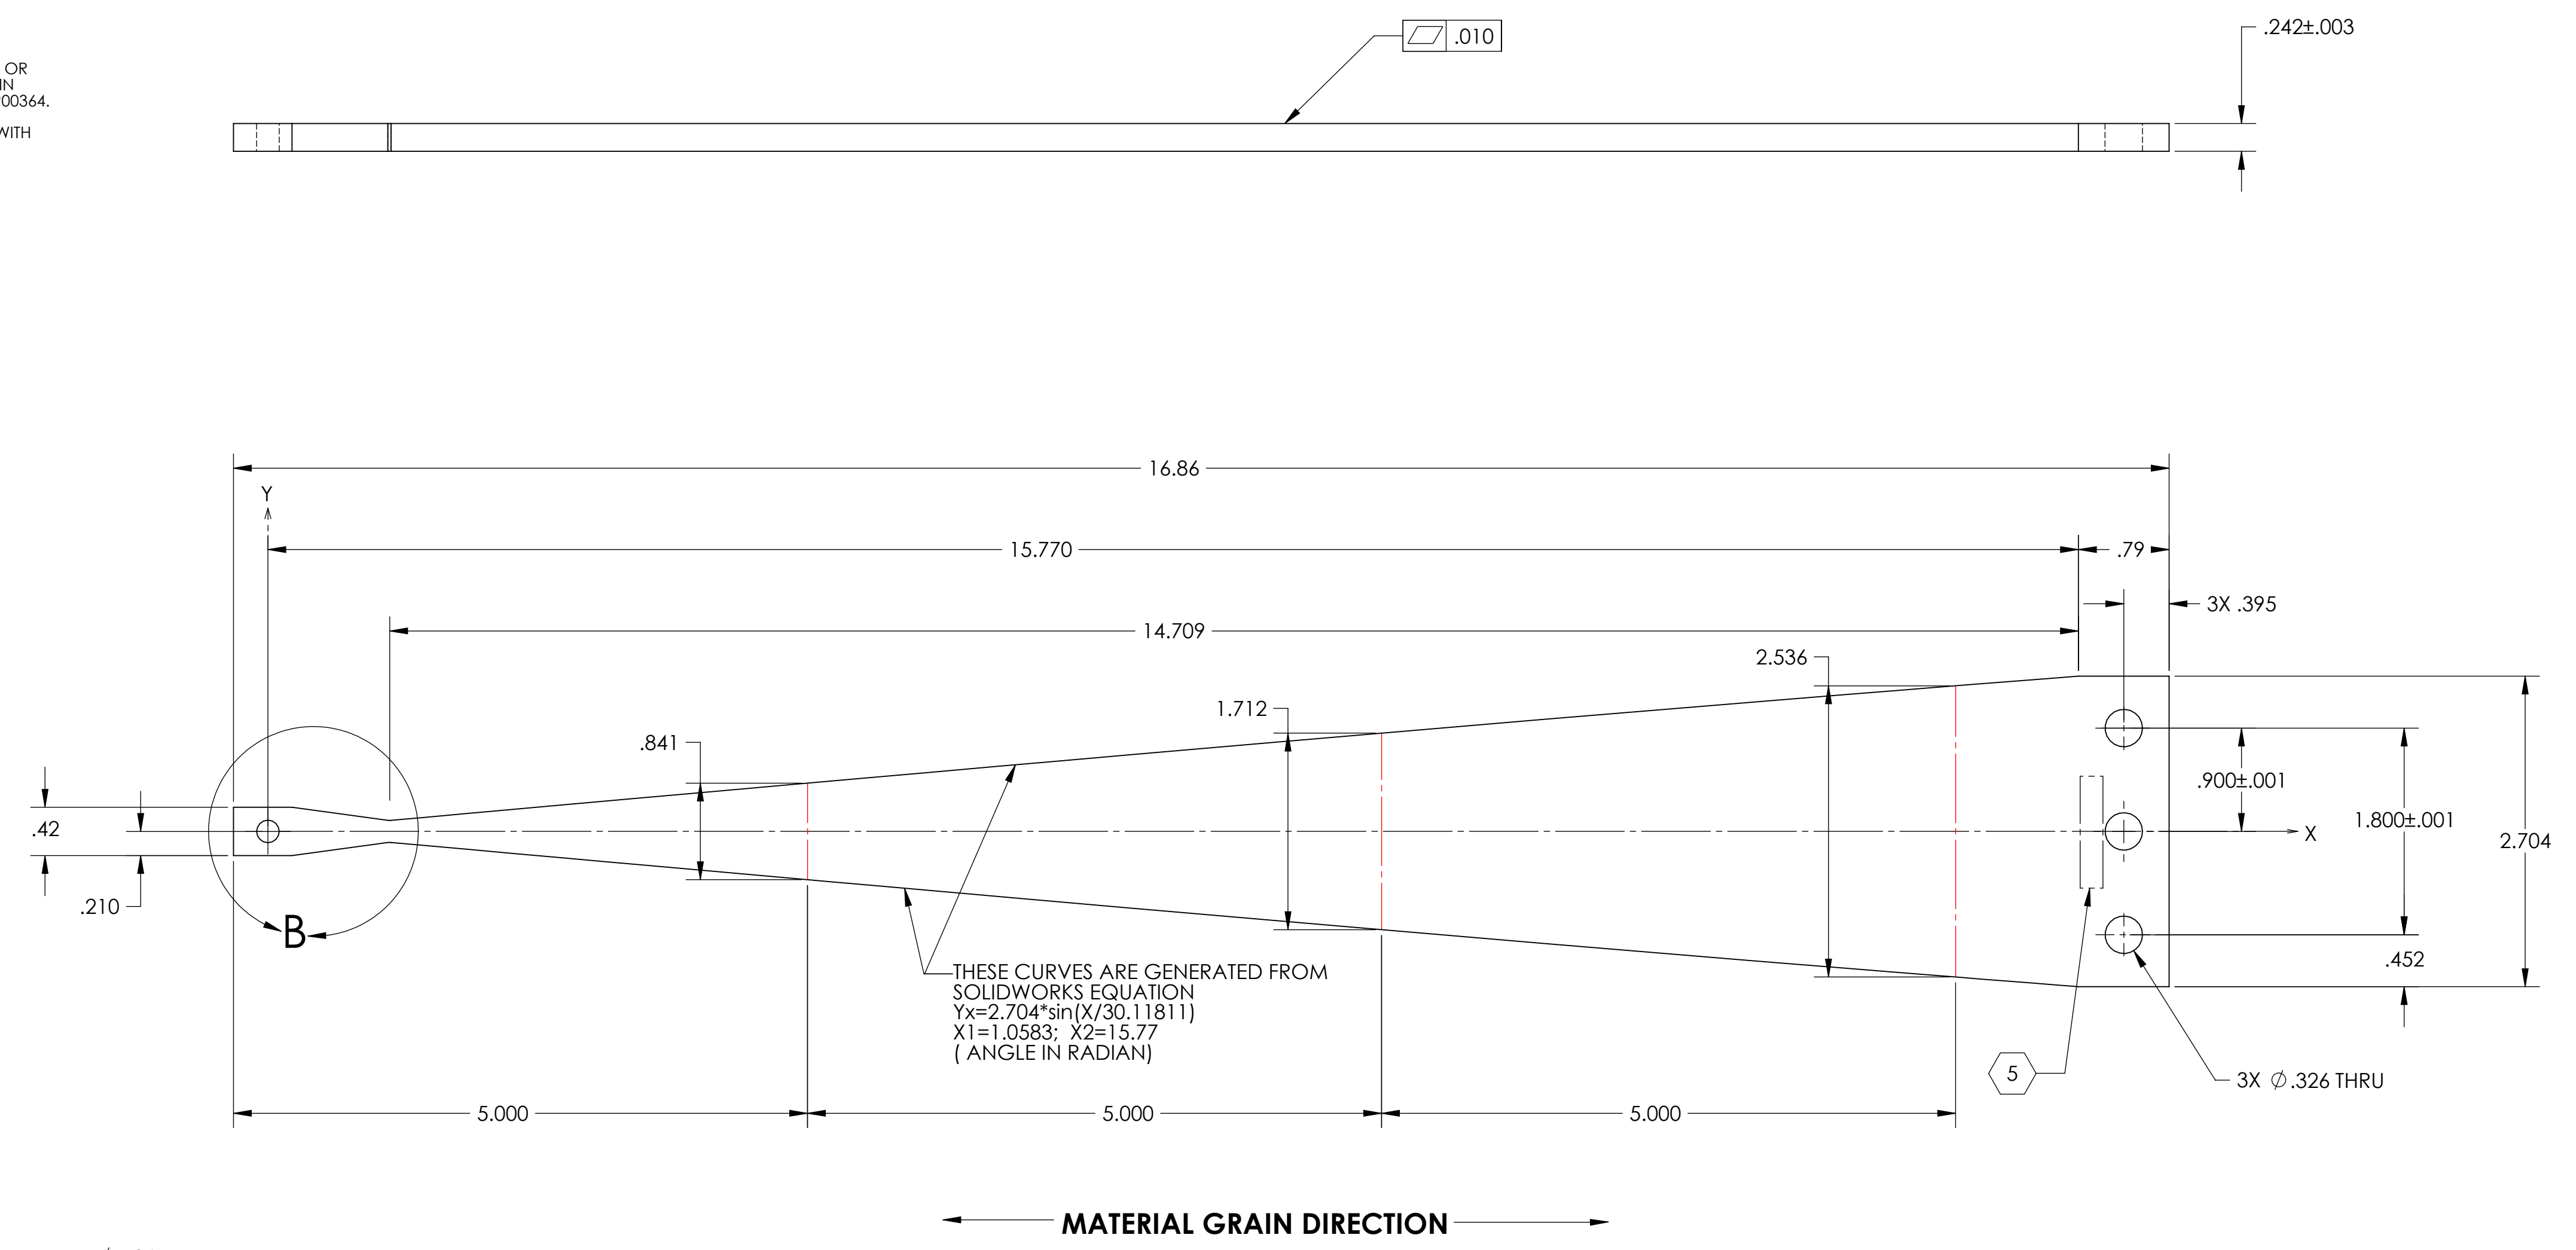 OR
IN
00364.
WITH
.010
.242±.003
16.86
Y
15.770
.79
3X .395
14.709
2.536
1.712
.841
.900±.001
X
1.800±.001
2.704
.42
.210
B
.452
THESE CURVES ARE GENERATED FROM
SOLIDWORKS EQUATION
Yx=2.704*sin(X/30.11811)
X1=1.0583; X2=15.77
( ANGLE IN RADIAN)
5
3X ∅.326 THRU
5.000
5.000
5.000
MATERIAL GRAIN DIRECTION